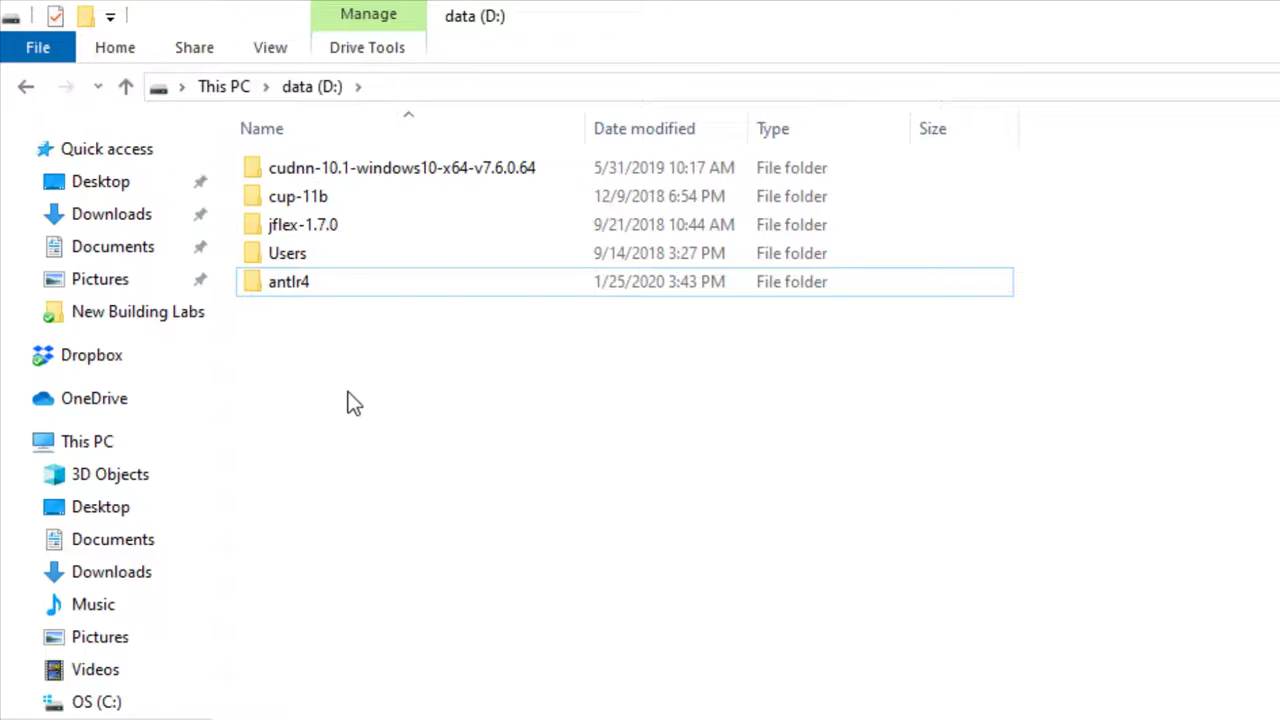 Manage
data (D:)
File
Home
Share
View
Drive Tools
This PC
data (D:)
Name
Date modified
Type
Size
cudnn-10.1-windows10-x64-v7.6.0.64
5/31/2019 10:17 AM
File folder
cup-11b
12/9/2018 6:54 PM
File folder
jflex-1.7.0
9/21/2018 10:44 AM
File folder
Users
9/14/2018 3:27 PM
File folder
antlr4
1/25/2020 3:43 PM
File folder
Quick access
Desktop
Downloads
Documents
Pictures
New Building Labs
Dropbox
OneDrive
This PC
3D Objects
Desktop
Documents
Downloads
Music
Pictures
Videos
OS (C:)